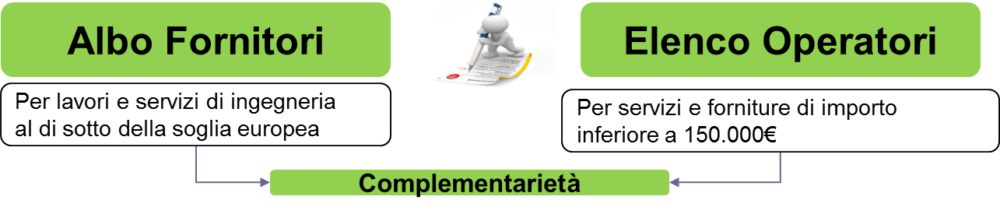 Albo Fornitori
Elenco Operatori
Per lavori e servizi di ingegneria
al di sotto della soglia europea
Per servizi e forniture di importo
inferiore a 150.000€
Complementarietà